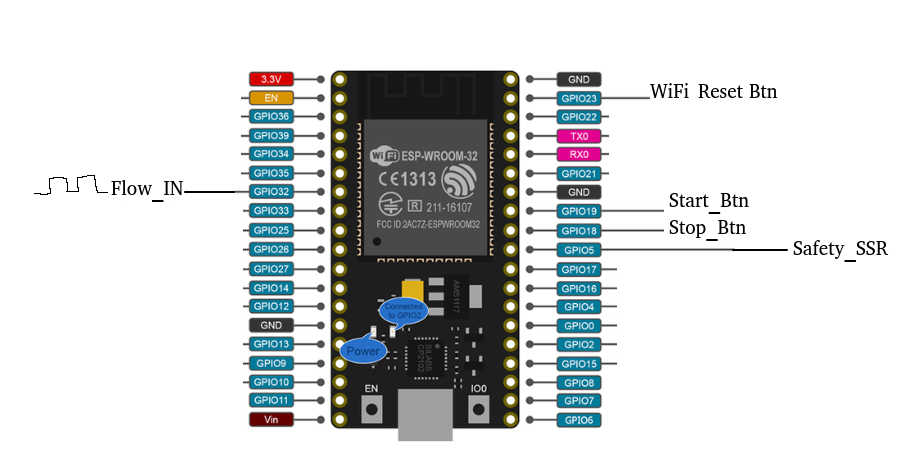 3.3V
EN
GPIO36
GPIO39
GPIO34
GPIO35
Flow_IN GPIO32
GPIO33
GPIO25
GPIO26
GPIO27
GPIO14
GPIO12
GND
GPIO13
GPIO9
GPIO10
GPIO11
Vin
WiFi ESP-WROOM-32
CE1313
R 211-16107
FCC ID:2AC7Z-ESPWROOM32
AMS1117
Connected
to GPIO2
Power
SILABS
CP2102
EN
IO0
GND
GPIO23 WiFi Reset Btn
GPIO22
TX0
RX0
GPIO21
GND
GPIO19 Start_Btn
GPIO18 Stop_Btn
GPIO5 Safety_SSR
GPIO17
GPIO16
GPIO4
GPIO0
GPIO2
GPIO15
GPIO8
GPIO7
GPIO6